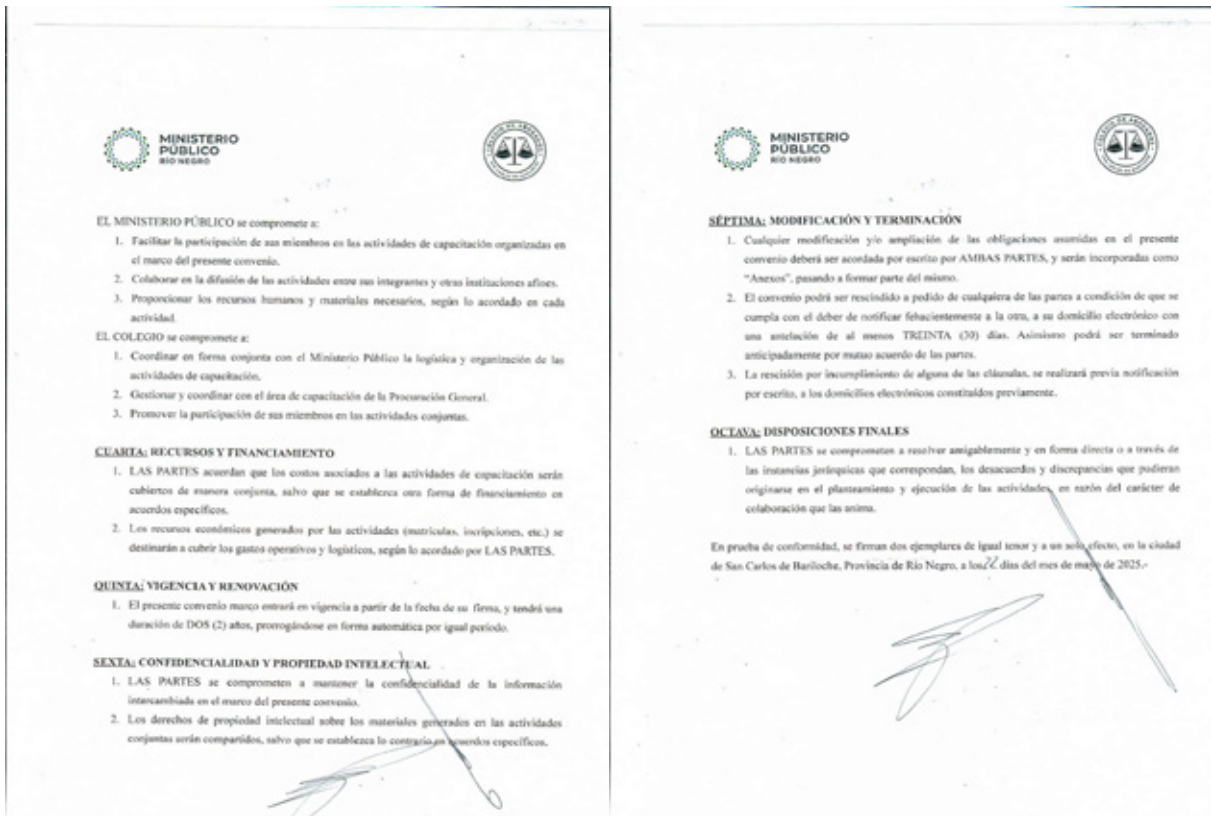 MINISTERIO
PÚBLICO
RÍO NEGRO
COLEGIO DE ABOGADOS
EL MINISTERIO PÚBLICO se compromete a:
1. Facilitar la participación de sus miembros en las actividades de capacitación organizadas en
el marco del presente convenio.
2. Colaborar en la difusión de las actividades entre sus integrantes y otras instituciones afines.
3. Proporcionar los recursos humanos y materiales necesarios, según lo acordado en cada
actividad.
EL COLEGIO se compromete a:
1. Coordinar en forma conjunta con el Ministerio Público la logística y organización de las
actividades de capacitación.
2. Gestionar y coordinar con el área de capacitación de la Procuración General.
3. Promover la participación de sus miembros en las actividades conjuntas.
CUARTA: RECURSOS Y FINANCIAMIENTO
1. LAS PARTES acuerdan que los costos asociados a las actividades de capacitación serán
cubiertos de manera conjunta, salvo que se establezca otra forma de financiamiento en
acuerdos específicos.
2. Los recursos económicos generados por las actividades (matrículas, incripciones, etc.) se
destinarán a cubrir los gastos operativos y logísticos, según lo acordado por LAS PARTES.
QUINTA: VIGENCIA Y RENOVACIÓN
1. El presente convenio marco entrará en vigencia a partir de la fecha de su firma, y tendrá una
duración de DOS (2) años, prorrogándose en forma automática por igual período.
SEXTA: CONFIDENCIALIDAD Y PROPIEDAD INTELECTUAL
1. LAS PARTES se comprometen a mantener la confidencialidad de la información
intercambiada en el marco del presente convenio.
2. Los derechos de propiedad intelectual sobre los materiales generados en las actividades
conjuntas serán compartidos, salvo que se establezca lo contrario en acuerdos específicos.
MINISTERIO
PÚBLICO
RÍO NEGRO
COLEGIO DE ABOGADOS
SÉPTIMA: MODIFICACIÓN Y TERMINACIÓN
1. Cualquier modificación y/o ampliación de las obligaciones asumidas en el presente
convenio deberá ser acordada por escrito por AMBAS PARTES, y serán incorporadas como
“Anexos”, pasando a formar parte del mismo.
2. El convenio podrá ser rescindido a pedido de cualquiera de las partes a condición de que se
cumpla con el deber de notificar fehacientemente a la otra, a su domicilio electrónico con
una antelación de al menos TREINTA (30) días. Asimismo podrá ser terminado
anticipadamente por mutuo acuerdo de las partes.
3. La rescisión por incumplimiento de alguna de las cláusulas, se realizará previa notificación
por escrito, a los domicilios electrónicos constituidos previamente.
OCTAVA: DISPOSICIONES FINALES
1. LAS PARTES se comprometen a resolver amigablemente y en forma directa o a través de
las instancias jerárquicas que correspondan, los desacuerdos y discrepancias que pudieran
originarse en el planteamiento y ejecución de las actividades, en razón del carácter de
colaboración que las anima.
En prueba de conformidad, se firman dos ejemplares de igual tenor y a un solo efecto, en la ciudad
de San Carlos de Bariloche, Provincia de Río Negro, a los 22 días del mes de mayo de 2025.-